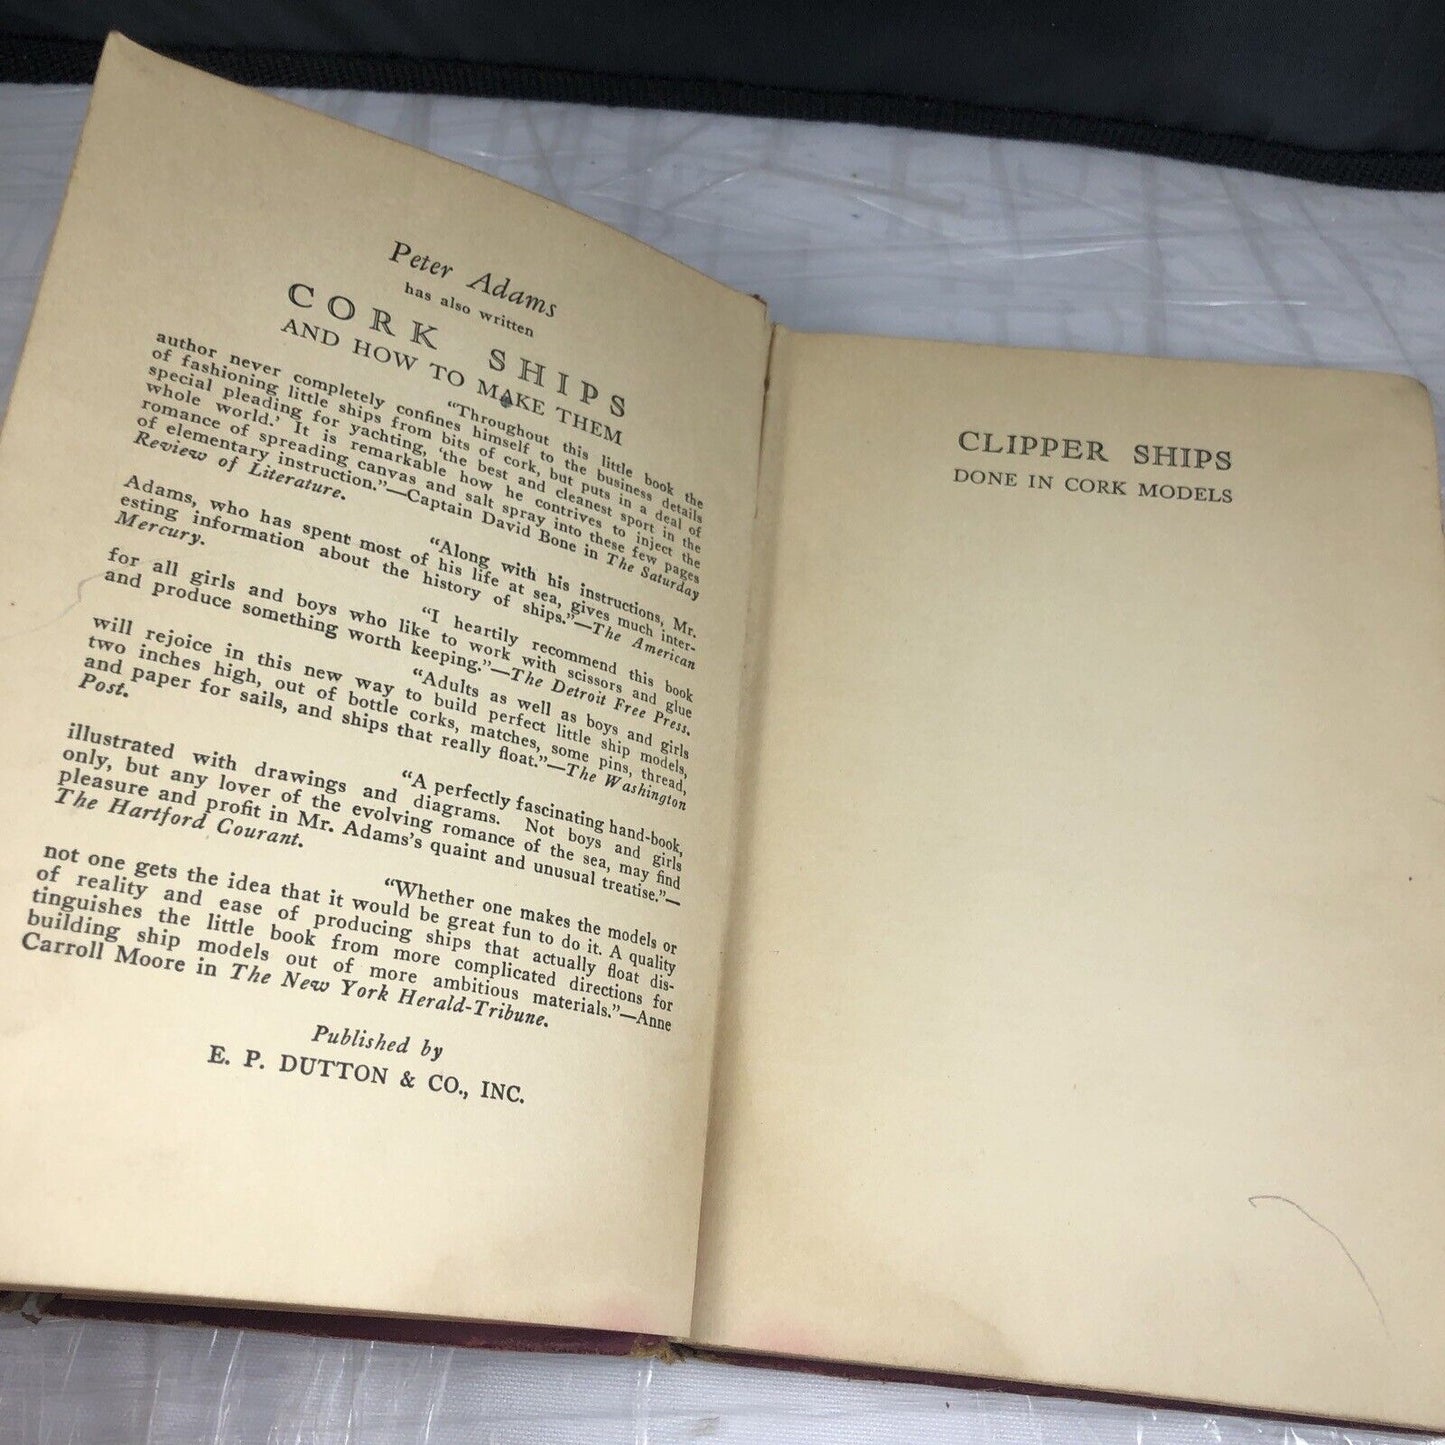 Peter Adams
has also written
CORK SHIPS
AND HOW TO MAKE THEM
"Throughout this little book the
author never completely confines himself to the business details
of fashioning little ships from bits of cork, but puts in a deal of
special pleading for yachting, 'the best and cleanest sport in the
whole world.' It is remarkable how he contrives to inject the
romance of spreading canvas and salt spray into these few pages
of elementary instruction."—Captain David Bone in The Saturday
Review of Literature.
"Along with his instructions, Mr.
Adams, who has spent most of his life at sea, gives much inter-
esting information about the history of ships."—The American
Mercury.
"I heartily recommend this book
for all girls and boys who like to work with scissors and glue
and produce something worth keeping."—The Detroit Free Press.
"Adults as well as boys and girls
will rejoice in this new way to build perfect little ship models,
two inches high, out of bottle corks, matches, some pins, thread,
and paper for sails, and ships that really float."—The Washington
Post.
"A perfectly fascinating hand-book,
illustrated with drawings and diagrams. Not boys and girls
only, but any lover of the evolving romance of the sea, may find
pleasure and profit in Mr. Adams's quaint and unusual treatise."—
The Hartford Courant.
"Whether one makes the models or
not one gets the idea that it would be great fun to do it. A quality
of reality and ease of producing ships that actually float dis-
tinguishes the little book from more complicated directions for
building ship models out of more ambitious materials."—Anne
Carroll Moore in The New York Herald-Tribune.
Published by
E. P. DUTTON & CO., INC.
CLIPPER SHIPS
DONE IN CORK MODELS